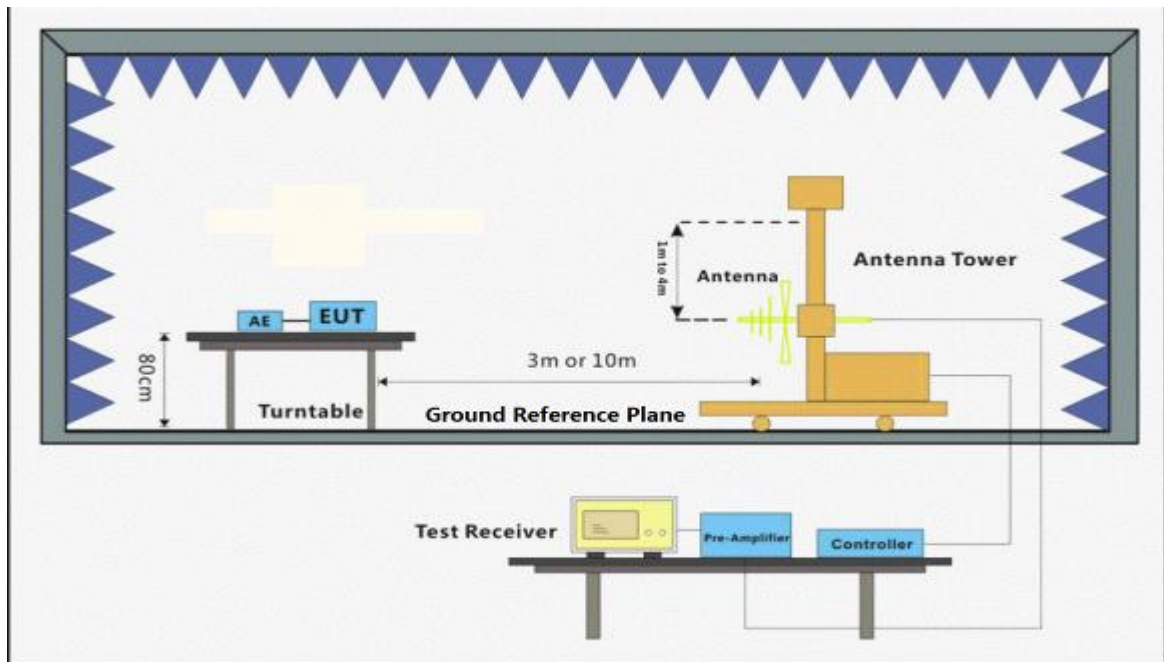 1m to 4m
Antenna
Antenna Tower
AE
EUT
80cm
3m or 10m
Turntable
Ground Reference Plane
Test Receiver
Pre-Amplifier
Controller